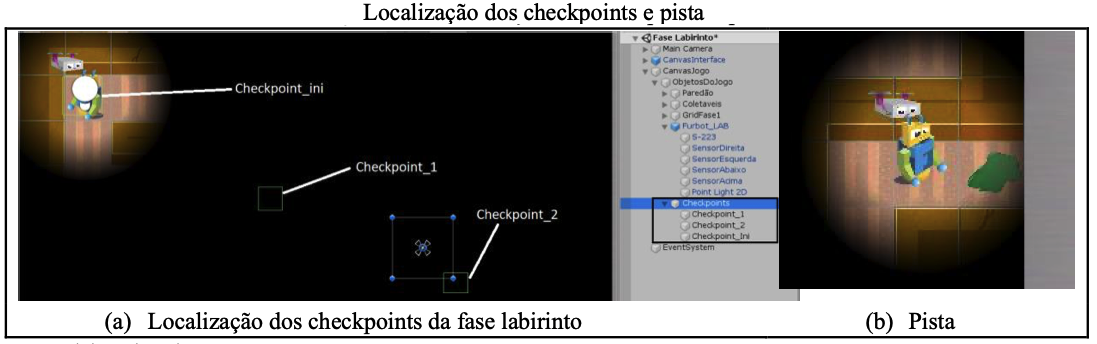 Localização dos checkpoints e pista
Checkpoint_ini
Checkpoint_1
Checkpoint_2
Fase Labirinto*
Main Camera
CanvasInterface
CanvasJogo
ObjetosDoJogo
Paredão
Coletaveis
GridFase1
Furbot_LAB
S-223
SensorDireita
SensorEsquerda
SensorAbaixo
SensorAcima
Point Light 2D
Checkpoints
Checkpoint_1
Checkpoint_2
Checkpoint_Ini
EventSystem
(a) Localização dos checkpoints da fase labirinto
(b) Pista